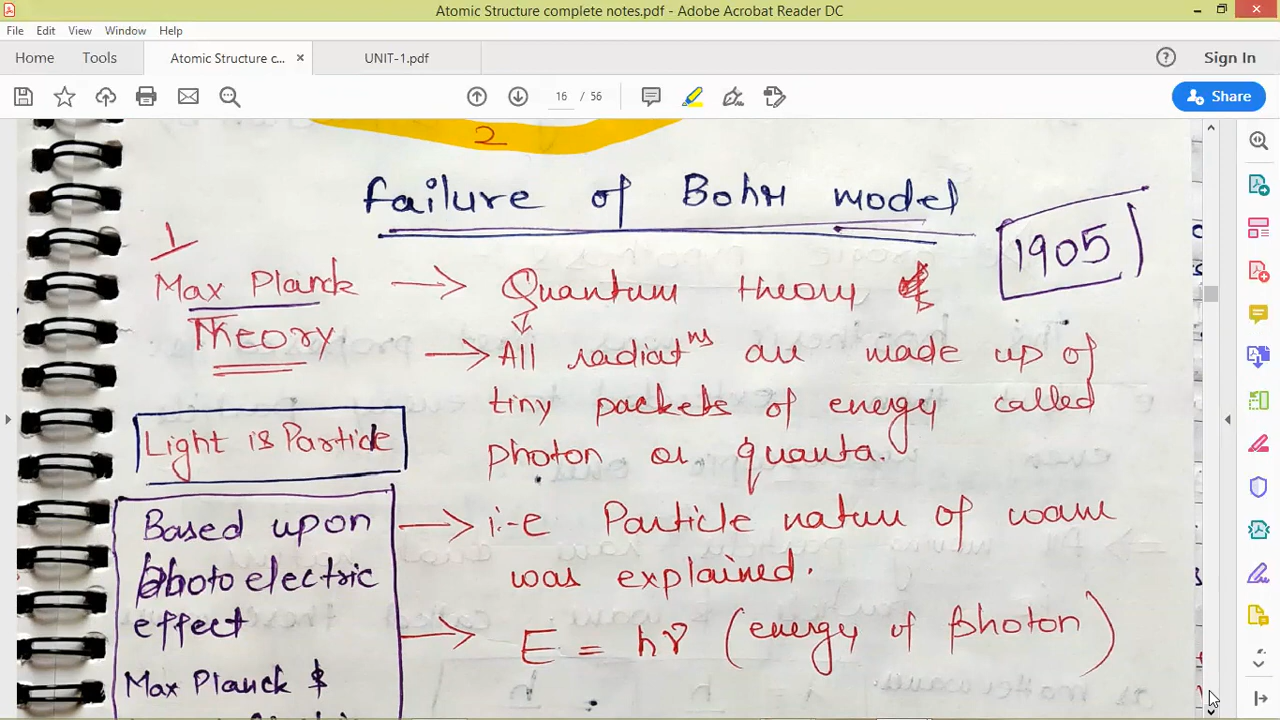 Atomic Structure complete notes.pdf - Adobe Acrobat Reader DC
File Edit View Window Help
Home Tools Atomic Structure c... × UNIT-1.pdf Sign In
16 / 56 Share
2
Failure of Bohr model
1905
1
Max Planck → Quantum theory
Theory
→ All radiatns are made up of
tiny packets of energy called
photon or quanta.
Light is Particle
→ i-e Particle nature of wave
was explained.
Based upon
photo electric
effect
→ E = hν (energy of photon)
Max Planck &